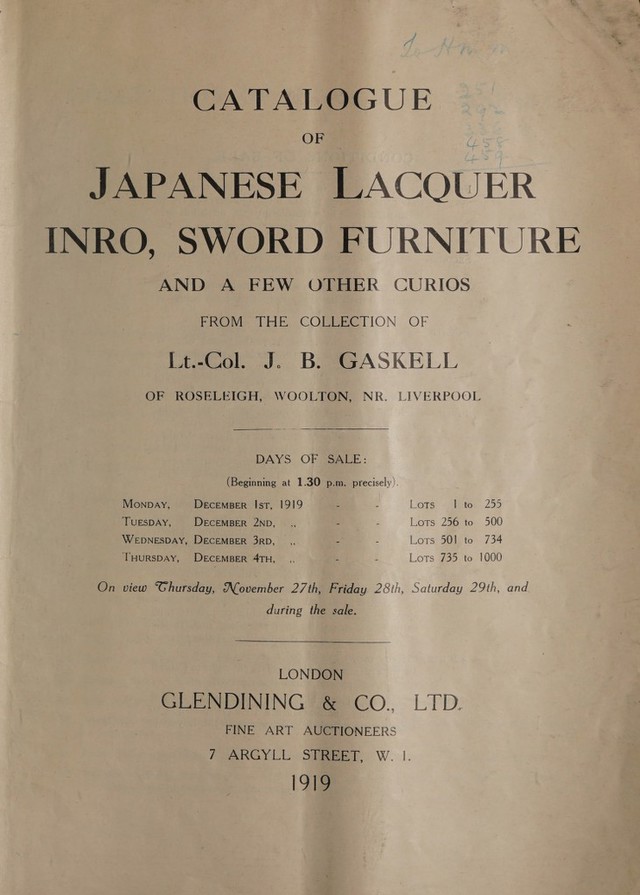 CATALOGUE
OF
JAPANESE LACQUER
INRO, SWORD FURNITURE
AND A FEW OTHER CURIOS
FROM THE COLLECTION OF
Lt.-Col. J. B. GASKELL
OF ROSELEIGH, WOOLTON, NR. LIVERPOOL
DAYS OF SALE:
(Beginning at 1.30 p.m. precisely).
MONDAY, DECEMBER 1ST, 1919 - - LOTS 1 to 255
TUESDAY, DECEMBER 2ND, ,, - - LOTS 256 to 500
WEDNESDAY, DECEMBER 3RD, ,, - - LOTS 501 to 734
THURSDAY, DECEMBER 4TH, ,, - - LOTS 735 to 1000
On view Thursday, November 27th, Friday 28th, Saturday 29th, and
during the sale.
LONDON
GLENDINING & CO., LTD.
FINE ART AUCTIONEERS
7 ARGYLL STREET, W. 1.
1919